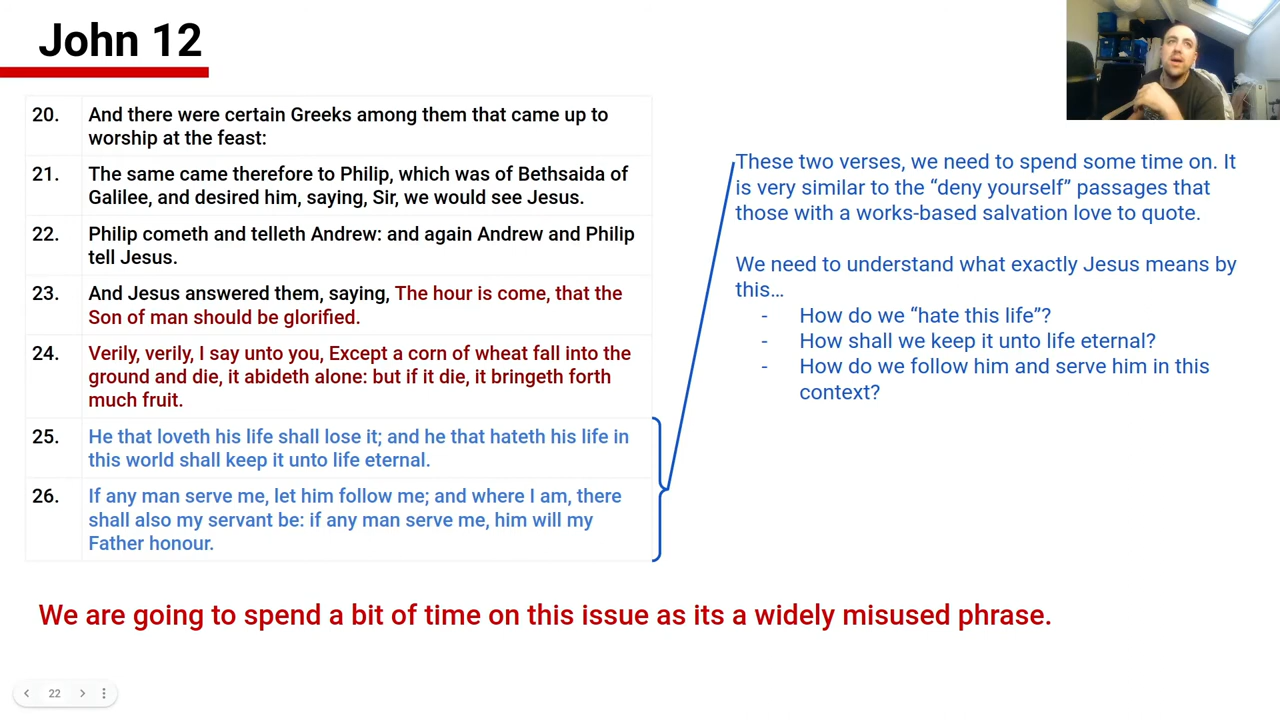 John 12
20. And there were certain Greeks among them that came up to
worship at the feast:
21. The same came therefore to Philip, which was of Bethsaida of
Galilee, and desired him, saying, Sir, we would see Jesus.
22. Philip cometh and telleth Andrew: and again Andrew and Philip
tell Jesus.
23. And Jesus answered them, saying, The hour is come, that the
Son of man should be glorified.
24. Verily, verily, I say unto you, Except a corn of wheat fall into the
ground and die, it abideth alone: but if it die, it bringeth forth
much fruit.
25. He that loveth his life shall lose it; and he that hateth his life in
this world shall keep it unto life eternal.
26. If any man serve me, let him follow me; and where I am, there
shall also my servant be: if any man serve me, him will my
Father honour.
These two verses, we need to spend some time on. It
is very similar to the “deny yourself” passages that
those with a works-based salvation love to quote.
We need to understand what exactly Jesus means by
this…
- How do we “hate this life”?
- How shall we keep it unto life eternal?
- How do we follow him and serve him in this
context?
We are going to spend a bit of time on this issue as its a widely misused phrase.
22